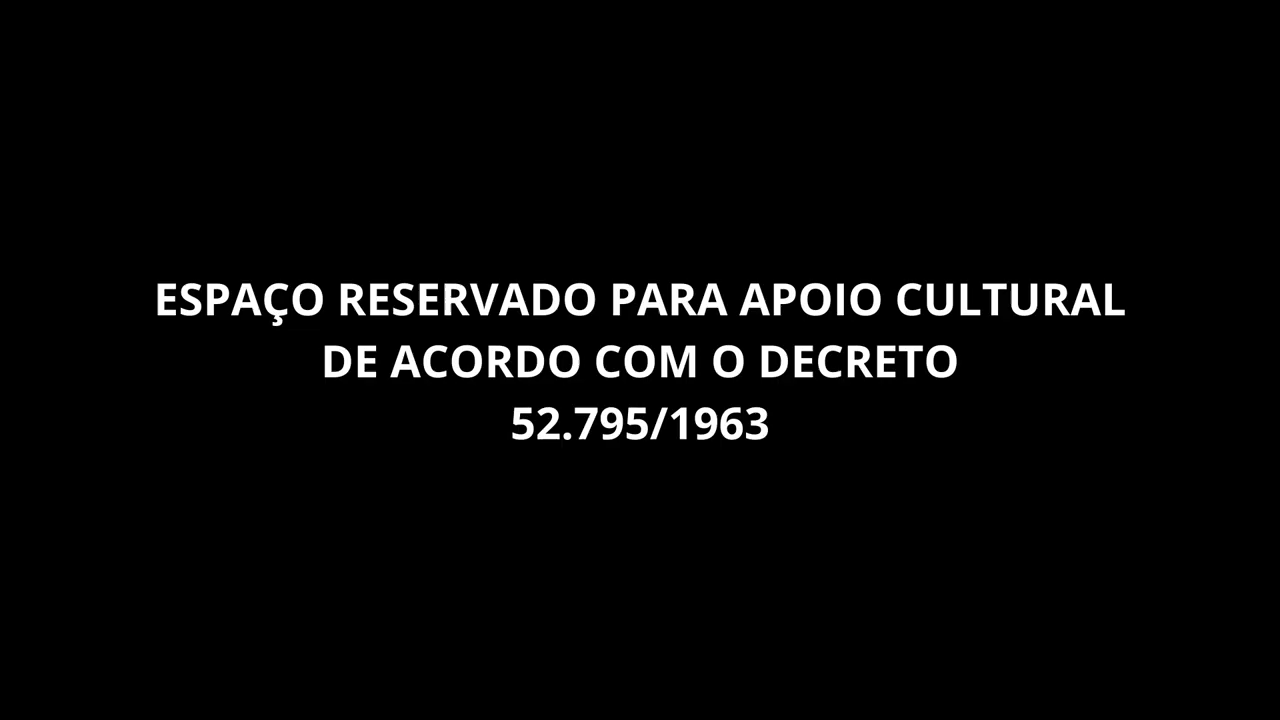 ESPAÇO RESERVADO PARA APOIO CULTURAL
DE ACORDO COM O DECRETO
52.795/1963